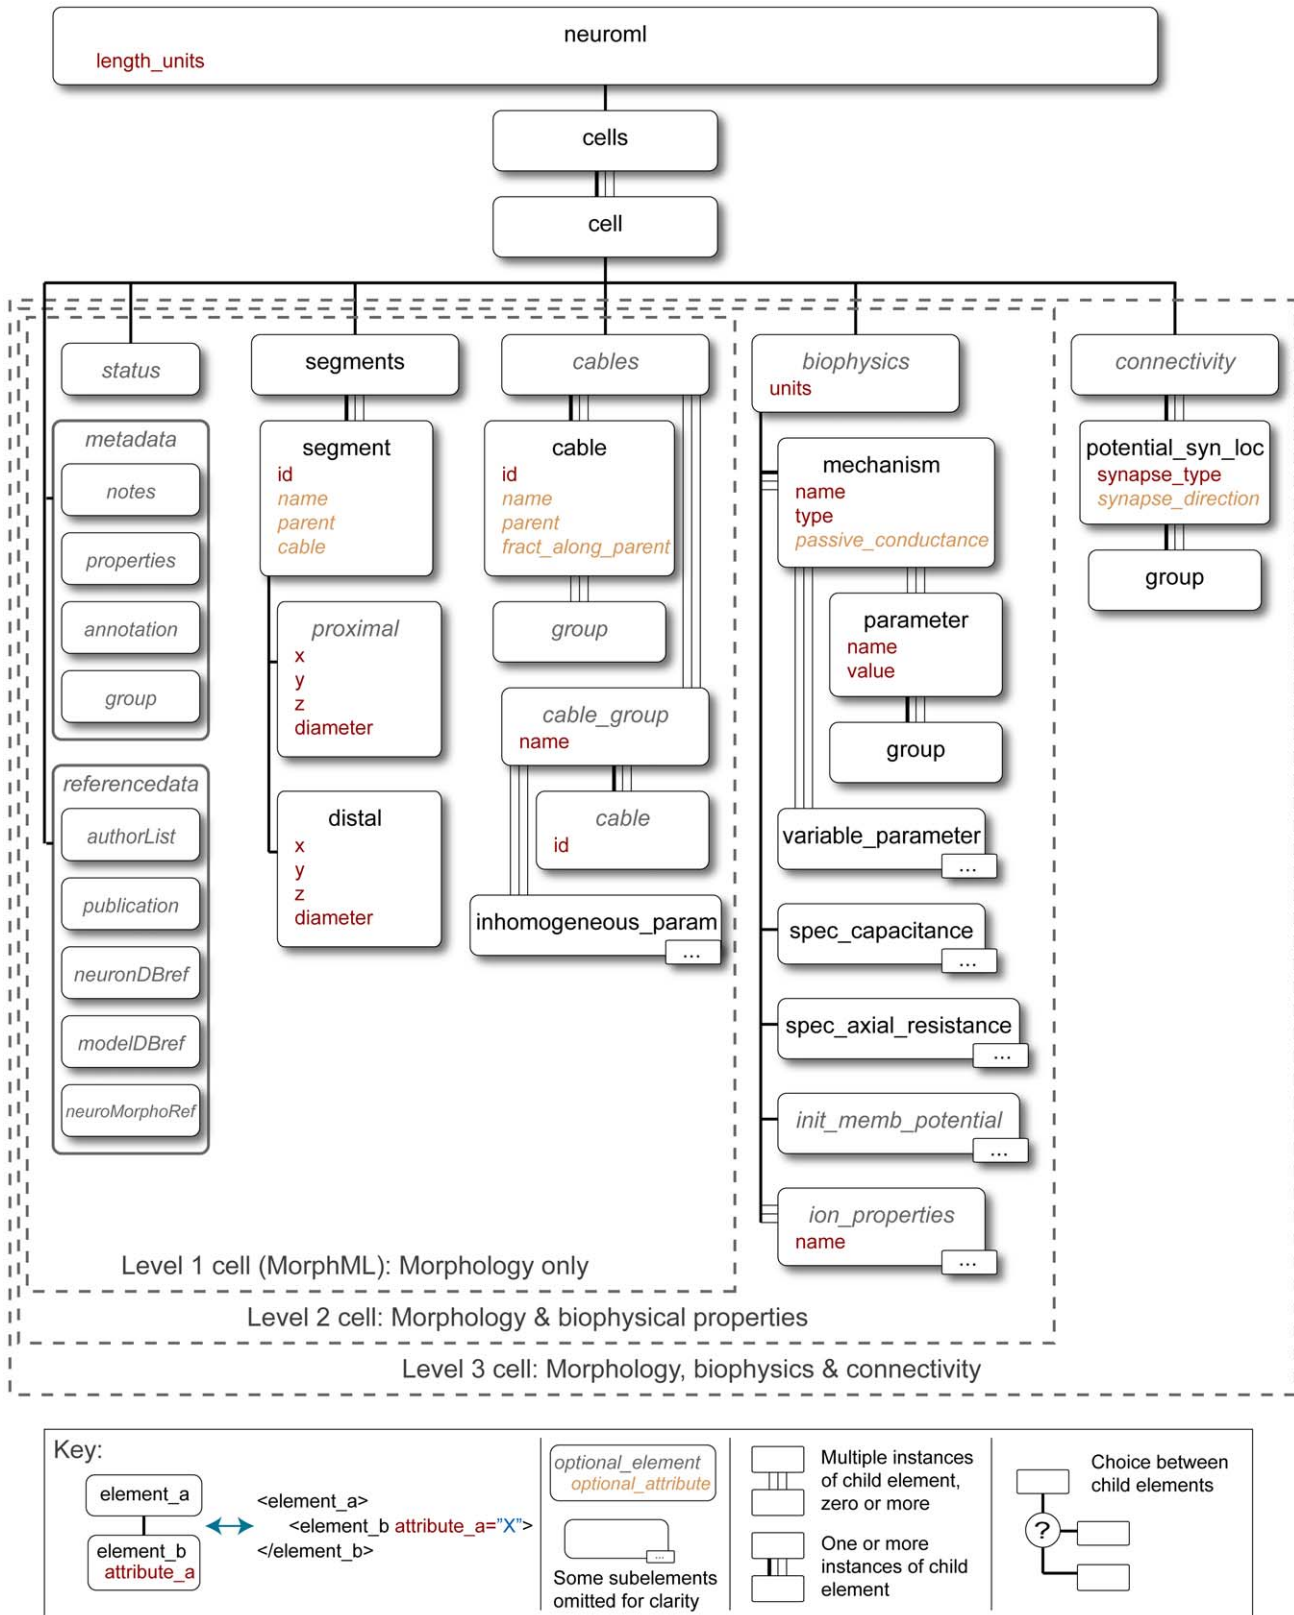 neuroml
length_units
cells
cell
status
metadata
notes
properties
annotation
group
referencedata
authorList
publication
neuronDBref
modelDBref
neuroMorphoRef
segments
segment
id
name
parent
cable
proximal
x
y
z
diameter
distal
x
y
z
diameter
cables
cable
id
name
parent
fract_along_parent
group
cable_group
name
cable
id
inhomogeneous_param
...
biophysics
units
mechanism
name
type
passive_conductance
parameter
name
value
group
variable_parameter
...
spec_capacitance
...
spec_axial_resistance
...
init_memb_potential
...
ion_properties
name
...
connectivity
potential_syn_loc
synapse_type
synapse_direction
group
Level 1 cell (MorphML): Morphology only
Level 2 cell: Morphology & biophysical properties
Level 3 cell: Morphology, biophysics & connectivity
Key:
element_a
element_b
attribute_a
<element_a>
<element_b attribute_a="X">
</element_b>
optional_element
optional_attribute
...
Some subelements
omitted for clarity
Multiple instances
of child element,
zero or more
One or more
instances of child
element
Choice between
child elements
?